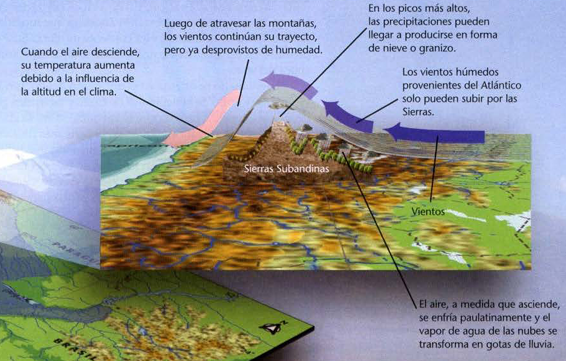 En los picos más altos,
las precipitaciones pueden
llegar a producirse en forma
de nieve o granizo.
Luego de atravesar las montañas,
los vientos continúan su trayecto,
pero ya desprovistos de humedad.
Cuando el aire desciende,
su temperatura aumenta
debido a la influencia de
la altitud en el clima.
Los vientos húmedos
provenientes del Atlántico
solo pueden subir por las
Sierras.
Sierras Subandinas
Vientos
El aire, a medida que asciende,
se enfría paulatinamente y el
vapor de agua de las nubes se
transforma en gotas de lluvia.